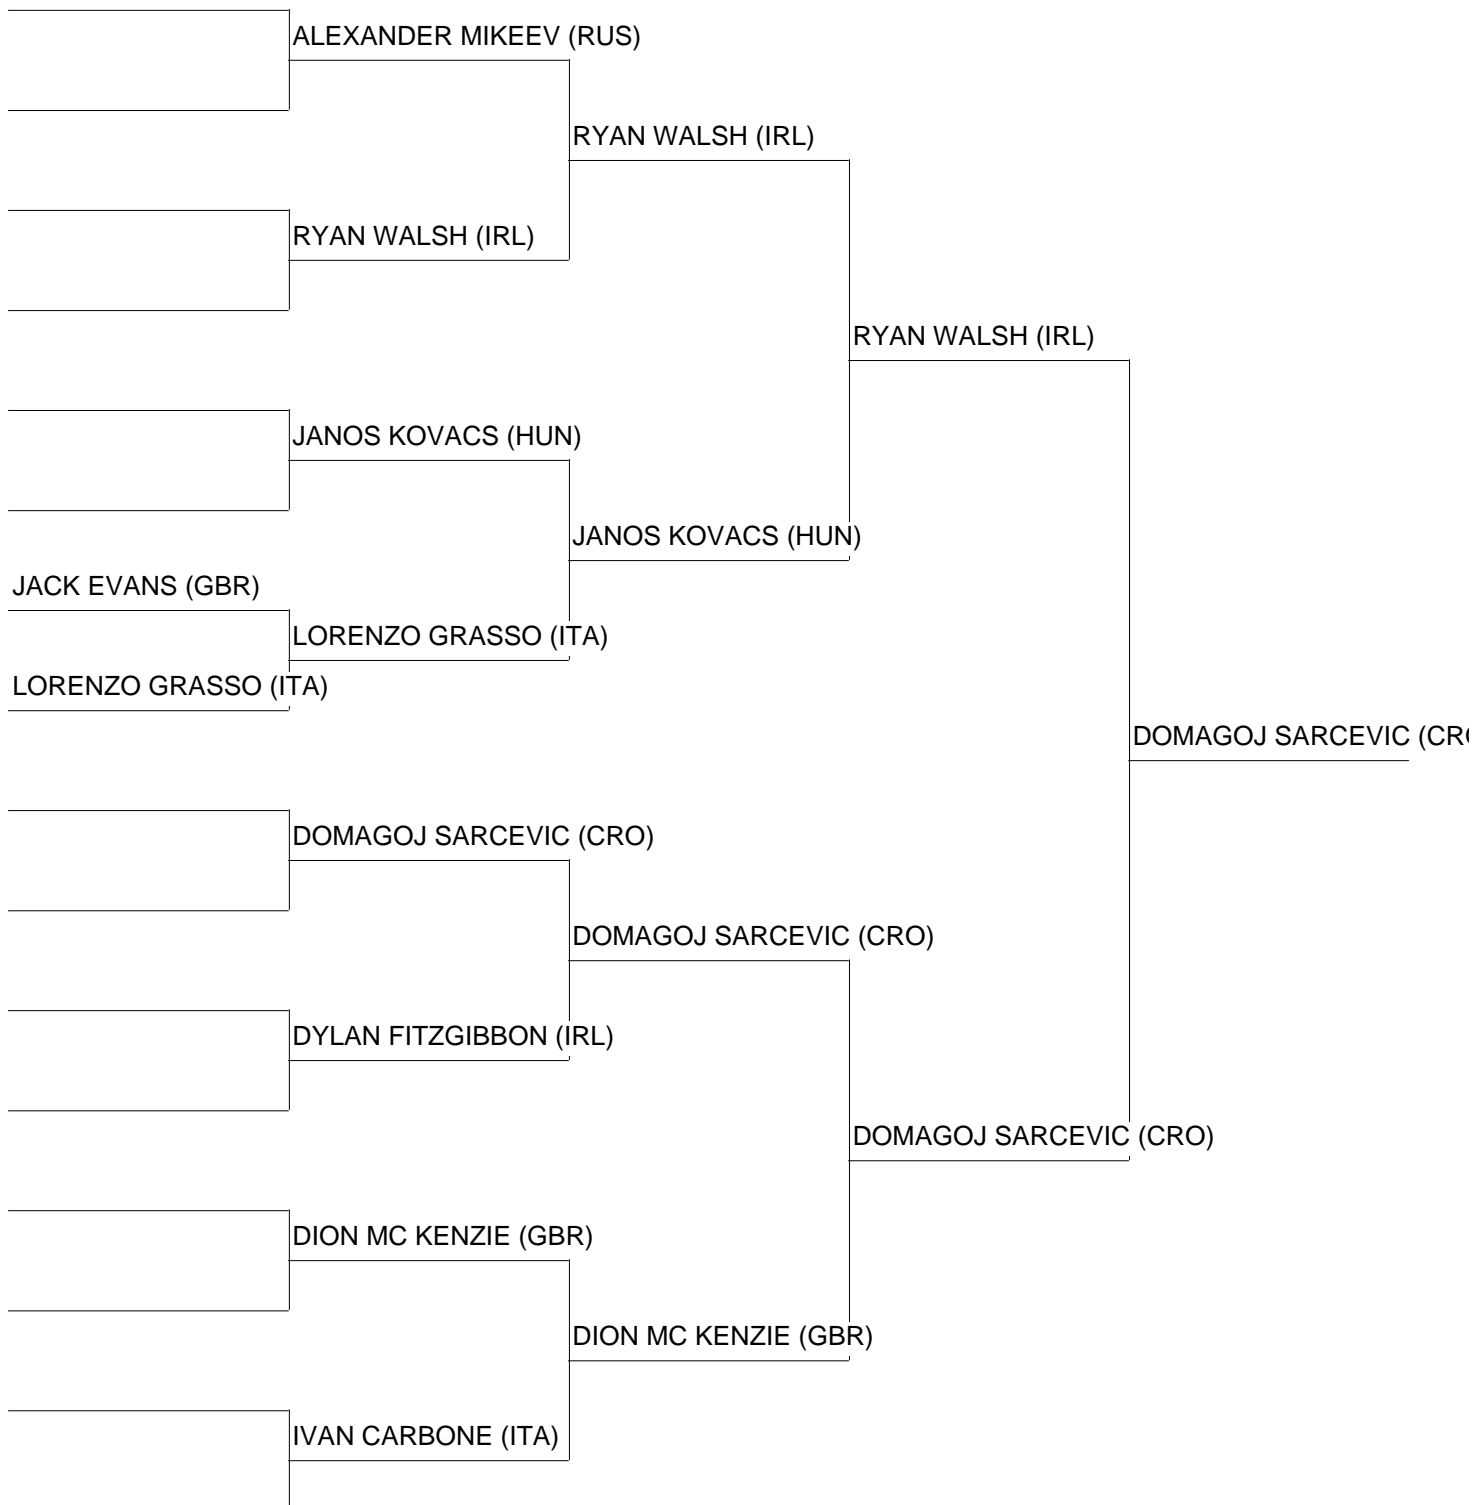 ALEXANDER MIKEEV (RUS)
RYAN WALSH (IRL)
RYAN WALSH (IRL)
RYAN WALSH (IRL)
JANOS KOVACS (HUN)
JANOS KOVACS (HUN)
JACK EVANS (GBR)
LORENZO GRASSO (ITA)
LORENZO GRASSO (ITA)
DOMAGOJ SARCEVIC (CRO
DOMAGOJ SARCEVIC (CRO)
DOMAGOJ SARCEVIC (CRO)
DYLAN FITZGIBBON (IRL)
DOMAGOJ SARCEVIC (CRO)
DION MC KENZIE (GBR)
DION MC KENZIE (GBR)
IVAN CARBONE (ITA)